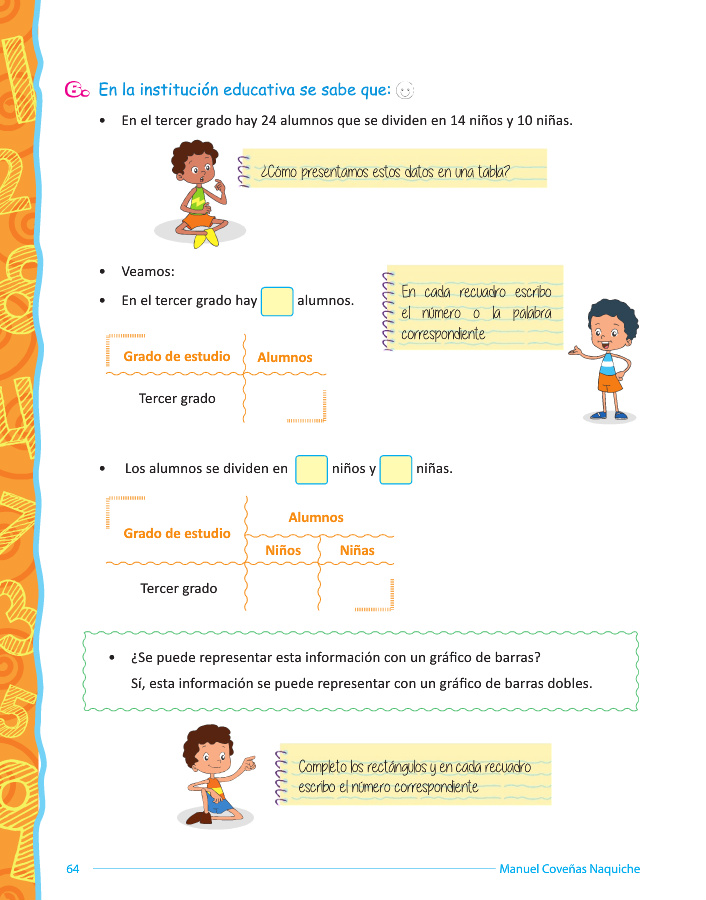 6. En la institución educativa se sabe que:
• En el tercer grado hay 24 alumnos que se dividen en 14 niños y 10 niñas.
¿Cómo presentamos estos datos en una tabla?
• Veamos:
• En el tercer grado hay alumnos.
En cada recuadro escribo
el número o la palabra
correspondiente
Grado de estudio Alumnos
Tercer grado
• Los alumnos se dividen en niños y niñas.
Alumnos
Grado de estudio
Niños Niñas
Tercer grado
• ¿Se puede representar esta información con un gráfico de barras?
Sí, esta información se puede representar con un gráfico de barras dobles.
Completo los rectángulos y en cada recuadro
escribo el número correspondiente
64 Manuel Coveñas Naquiche